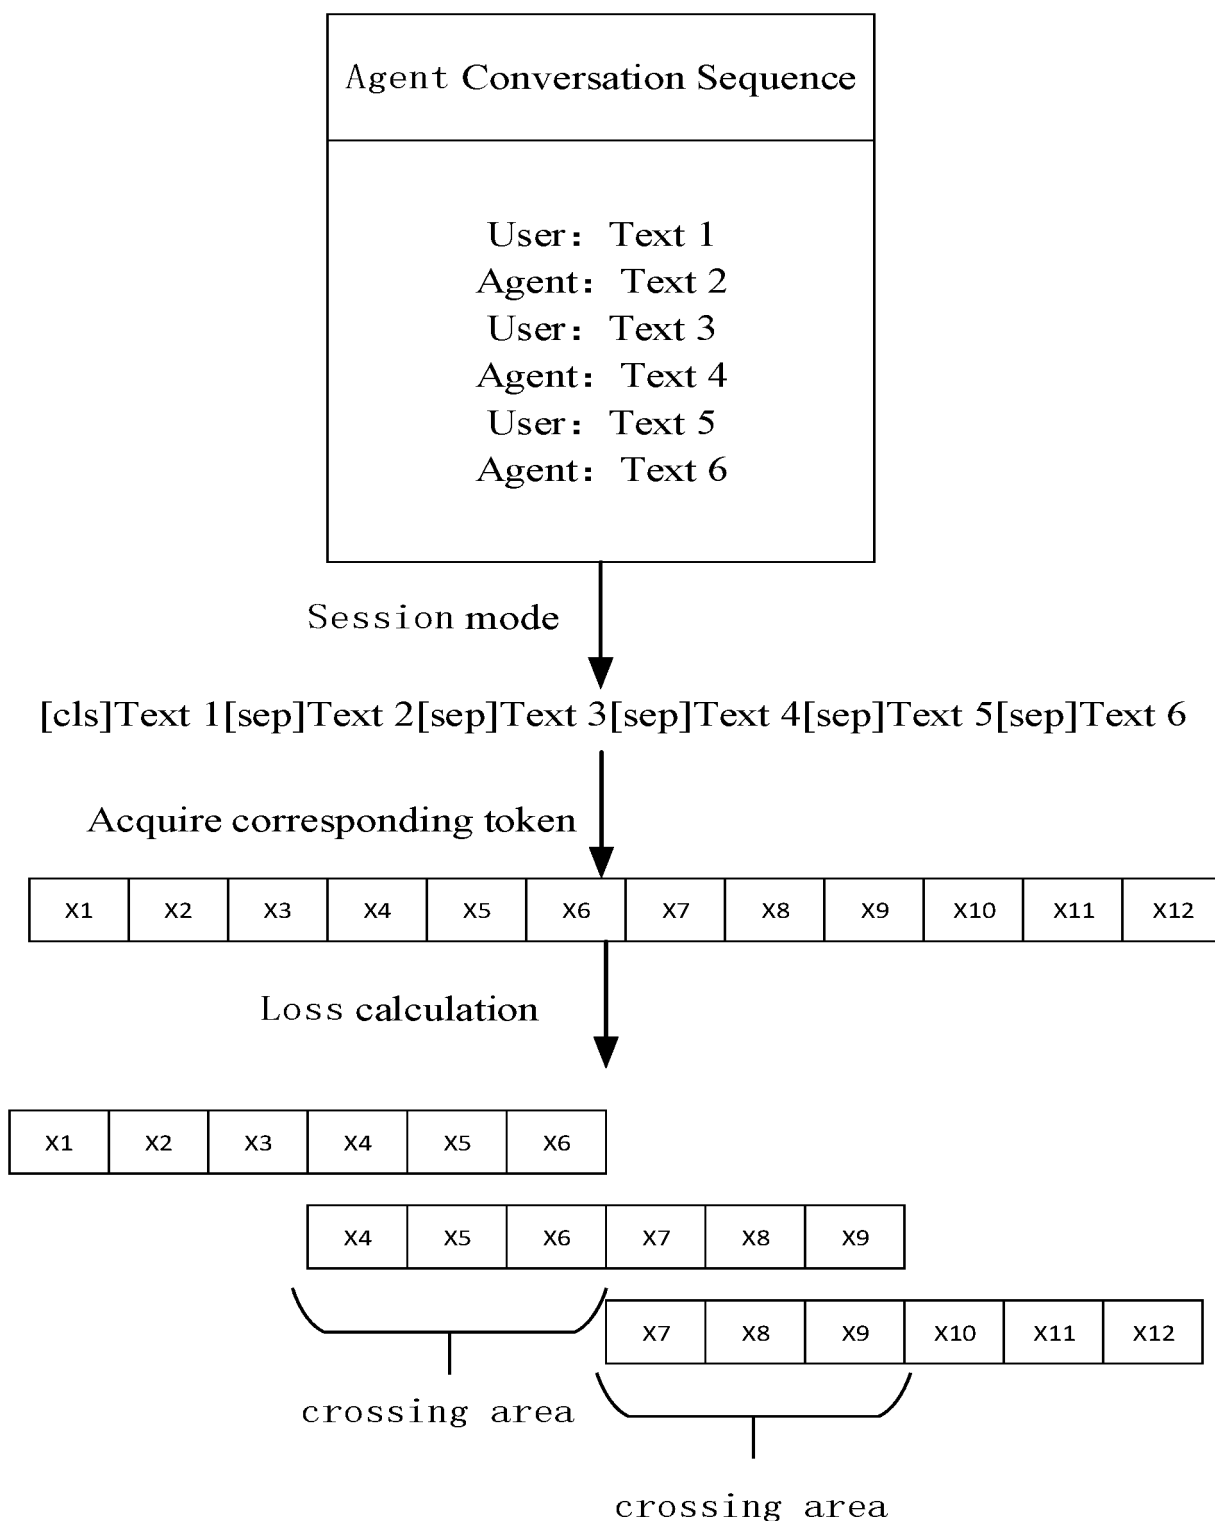 Agent Conversation Sequence
User： Text 1
Agent： Text 2
User： Text 3
Agent： Text 4
User： Text 5
Agent： Text 6
Session mode
[cls]Text 1[sep]Text 2[sep]Text 3[sep]Text 4[sep]Text 5[sep]Text 6
Acquire corresponding token
X1 X2 X3 X4 X5 X6 X7 X8 X9 X10 X11 X12
Loss calculation
X1 X2 X3 X4 X5 X6
X4 X5 X6 X7 X8 X9
X7 X8 X9 X10 X11 X12
crossing area
crossing area